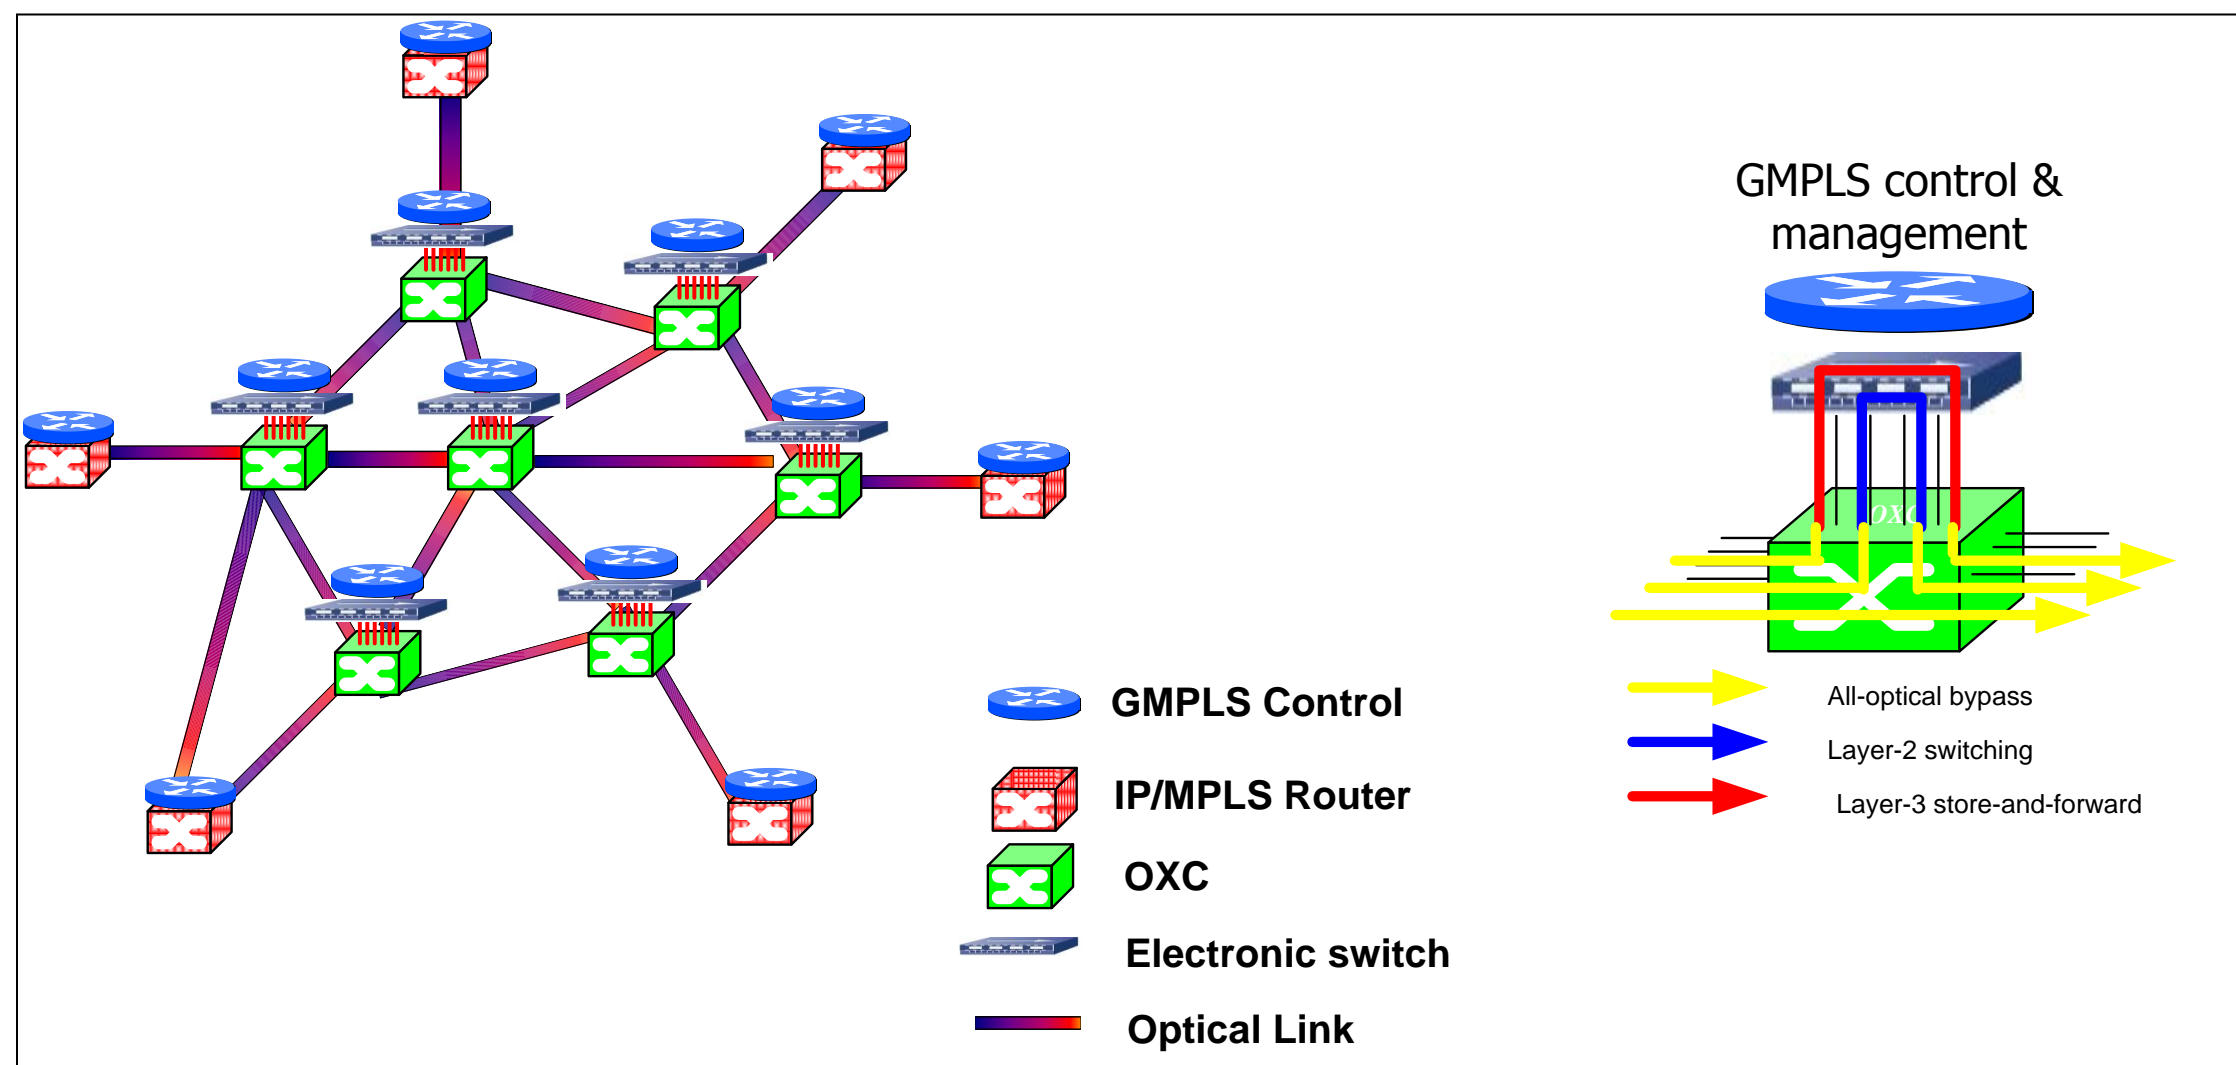 GMPLS control &
management
OXC
GMPLS Control
IP/MPLS Router
OXC
Electronic switch
Optical Link
All-optical bypass
Layer-2 switching
Layer-3 store-and-forward